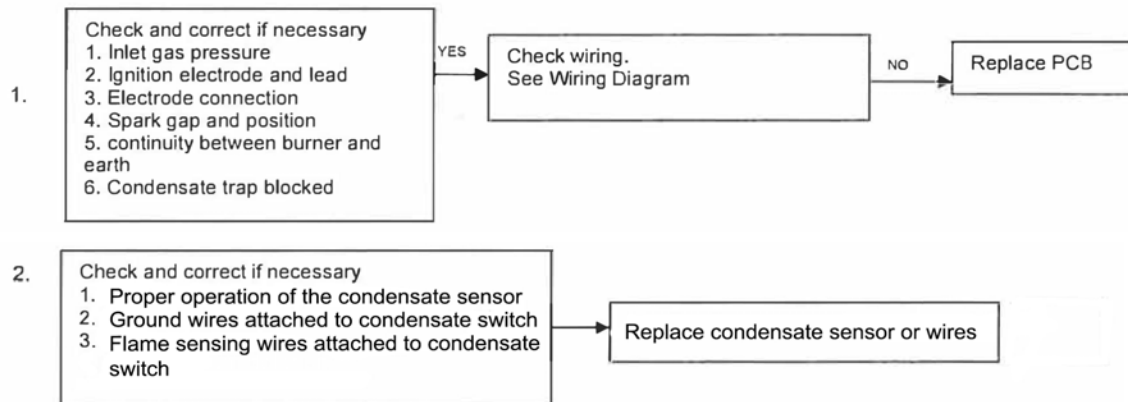 1.
Check and correct if necessary
1. Inlet gas pressure
2. Ignition electrode and lead
3. Electrode connection
4. Spark gap and position
5. continuity between burner and
earth
6. Condensate trap blocked
YES
Check wiring.
See Wiring Diagram
NO
Replace PCB
2.
Check and correct if necessary
1. Proper operation of the condensate sensor
2. Ground wires attached to condensate switch
3. Flame sensing wires attached to condensate
switch
Replace condensate sensor or wires